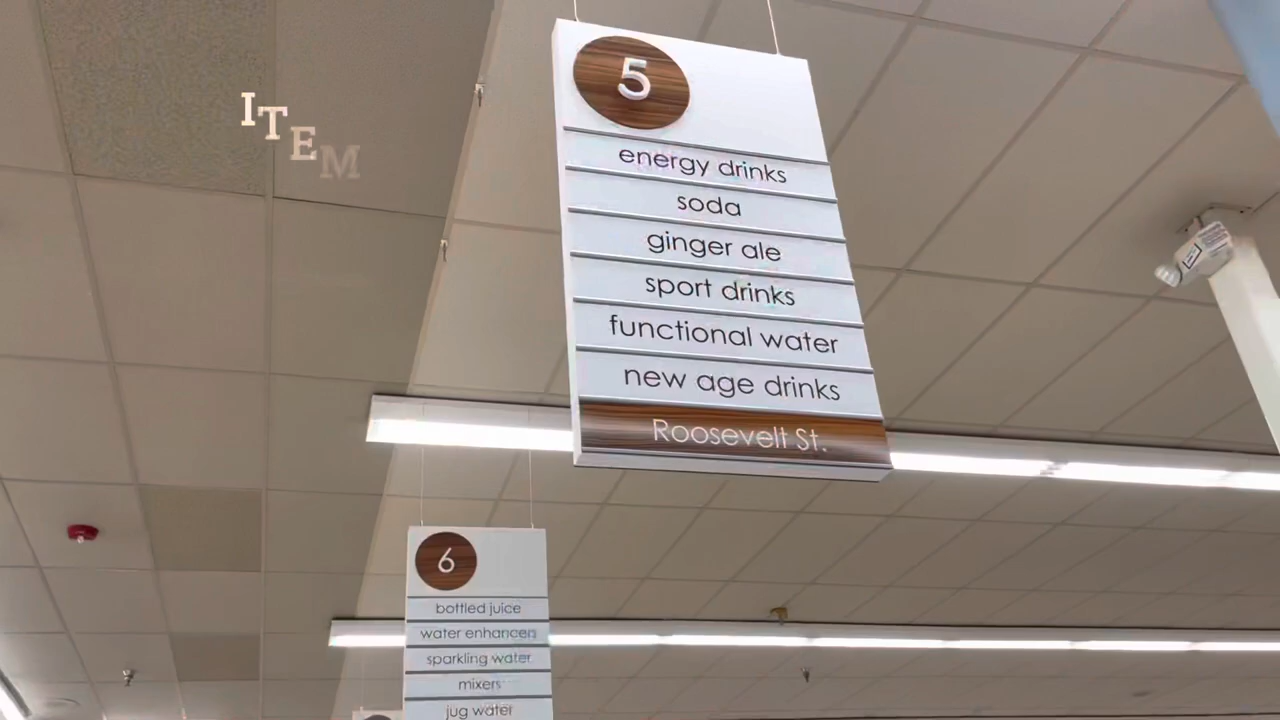 ITEM
5
energy drinks
soda
ginger ale
sport drinks
functional water
new age drinks
Roosevelt St.
6
bottled juice
water enhancers
sparkling water
mixers
jug water